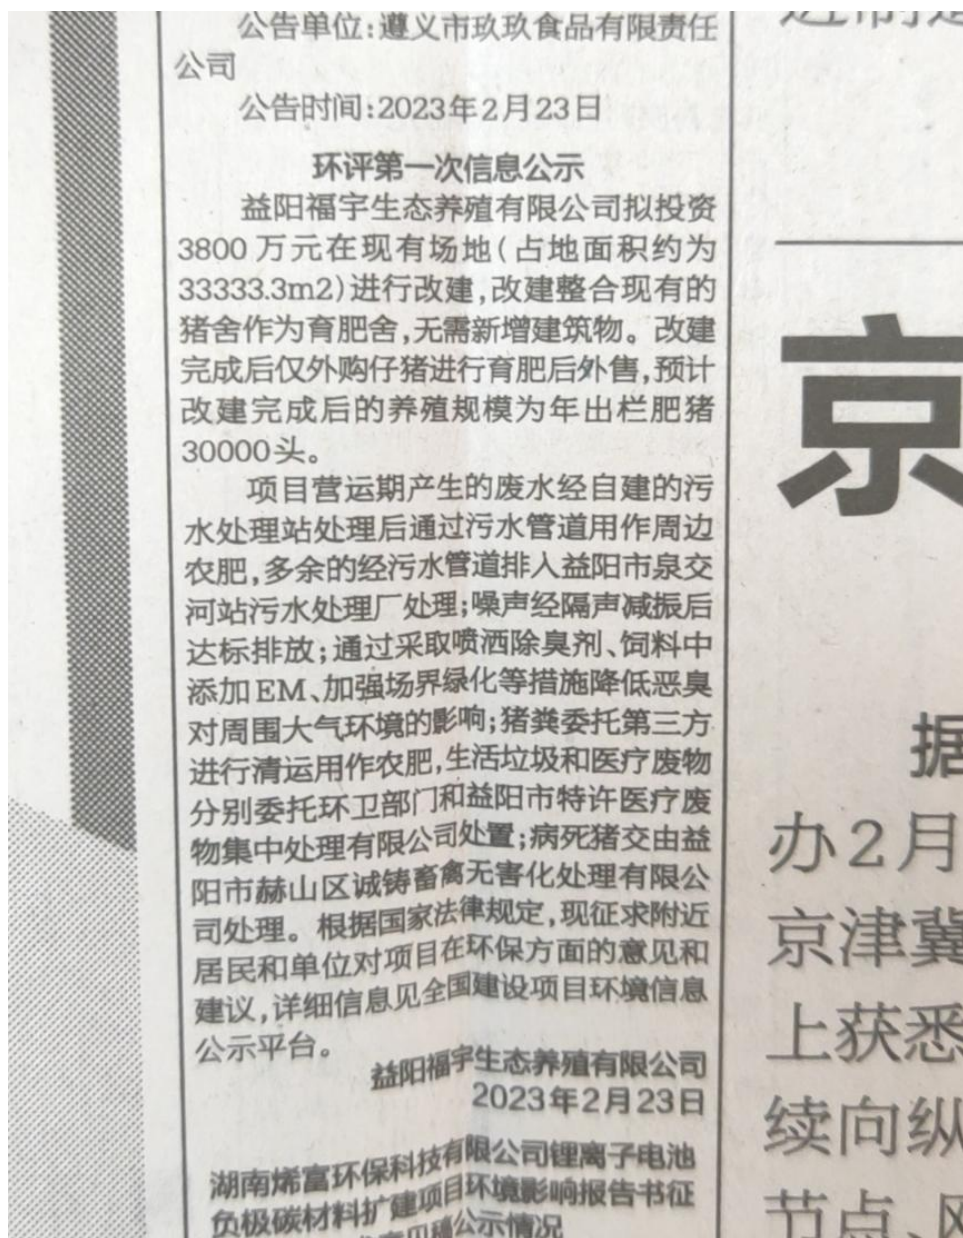 公告单位:遵义市玖玖食品有限责任
公司
公告时间:2023年2月23日
环评第一次信息公示
益阳福宇生态养殖有限公司拟投资
3800万元在现有场地(占地面积约为
33333.3m2)进行改建,改建整合现有的
猪舍作为育肥舍,无需新增建筑物。改建
完成后仅外购仔猪进行育肥后外售,预计
改建完成后的养殖规模为年出栏肥猪
30000头。
项目营运期产生的废水经自建的污
水处理站处理后通过污水管道用作周边
农肥,多余的经污水管道排入益阳市泉交
河站污水处理厂处理;噪声经隔声减振后
达标排放;通过采取喷洒除臭剂、饲料中
添加EM、加强场界绿化等措施降低恶臭
对周围大气环境的影响;猪粪委托第三方
进行清运用作农肥,生活垃圾和医疗废物
分别委托环卫部门和益阳市特许医疗废
物集中处理有限公司处置;病死猪交由益
阳市赫山区诚铸畜禽无害化处理有限公
司处理。根据国家法律规定,现征求附近
居民和单位对项目在环保方面的意见和
建议,详细信息见全国建设项目环境信息
公示平台。
益阳福宇生态养殖有限公司
2023年2月23日
湖南烯富环保科技有限公司锂离子电池
负极碳材料扩建项目环境影响报告书征
公示情况
京
据
办2月
京津冀
上获悉
续向纵
节点、